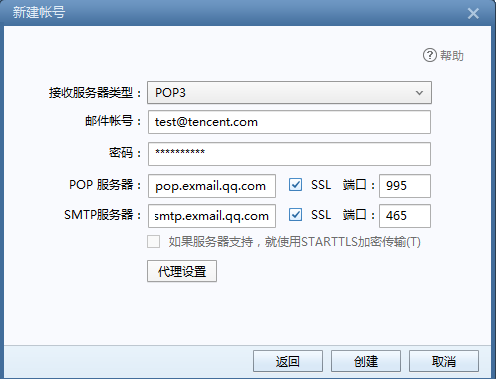 新建帐号
? 帮助
接收服务器类型： POP3
邮件帐号： test@tencent.com
密码： **********
POP 服务器： pop.exmail.qq.com SSL 端口： 995
SMTP服务器： smtp.exmail.qq.com SSL 端口： 465
如果服务器支持，就使用STARTTLS加密传输(T)
代理设置
返回 创建 取消